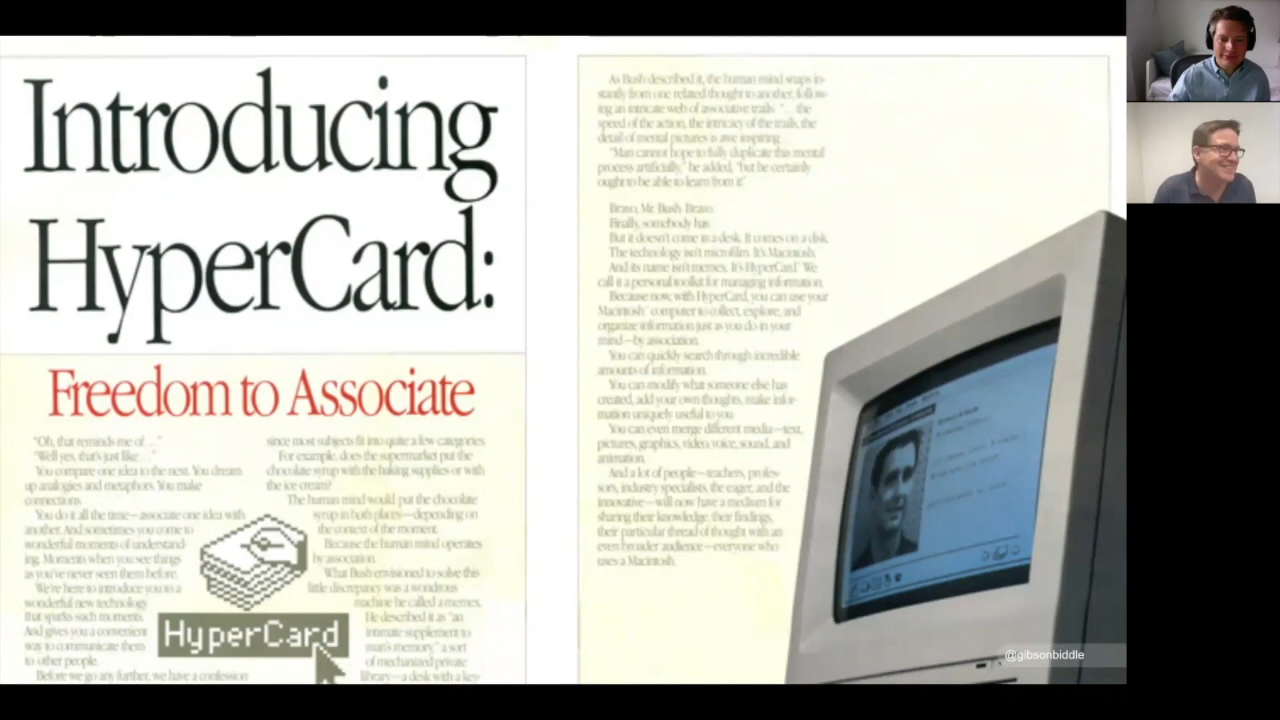 Introducing
HyperCard:
Freedom to Associate
"Oh, that reminds me of..."
"Well yes, that's just like..."
You compare one idea to the next. You dream
up analogies and metaphors. You make
connections.
You do it all the time—associate one idea with
another. And sometimes you come to
wonderful moments of understand-
ing. Moments when you see things
as you've never seen them before.
We're here to introduce you to a
wonderful new technology
that sparks such moments.
And gives you a convenient
way to communicate them
to other people.
Before we go any further, we have a confession
since most subjects fit into quite a few categories.
For example, does the supermarket put the
chocolate syrup with the baking supplies or with
the ice cream?
The human mind would put the chocolate
syrup in both places—depending on
the context of the moment.
Because the human mind operates
by association.
What Bush envisioned to solve this
little discrepancy was a wondrous
machine he called a memex.
He described it as "an
intimate supplement to
man's memory," a sort
of mechanized private
library—a desk with a key-
HyperCard
As Bush described it, the human mind snaps in-
stantly from one related thought to another, follow-
ing an intricate web of associative trails. "... the
speed of the action, the intricacy of the trails, the
detail of mental pictures is awe inspiring...
"Man cannot hope to fully duplicate this mental
process artificially," he added, "but he certainly
ought to be able to learn from it."
Bravo, Mr. Bush. Bravo.
Finally, somebody has.
But it doesn't come in a desk. It comes on a disk.
The technology isn't microfilm. It's Macintosh.
And its name isn't memex. It's HyperCard. We
call it a personal toolkit for managing information.
Because now, with HyperCard, you can use your
Macintosh computer to collect, explore, and
organize information just as you do in your
mind—by association.
You can quickly search through incredible
amounts of information.
You can modify what someone else has
created, add your own thoughts, make infor-
mation uniquely useful to you.
You can even merge different media—text,
pictures, graphics, video, voice, sound, and
animation.
And a lot of people—teachers, profes-
sors, industry specialists, the eager, and the
innovative—will now have a medium for
sharing their knowledge, their findings,
their particular thread of thought with an
even broader audience—everyone who
uses a Macintosh.
@gibsonbiddle